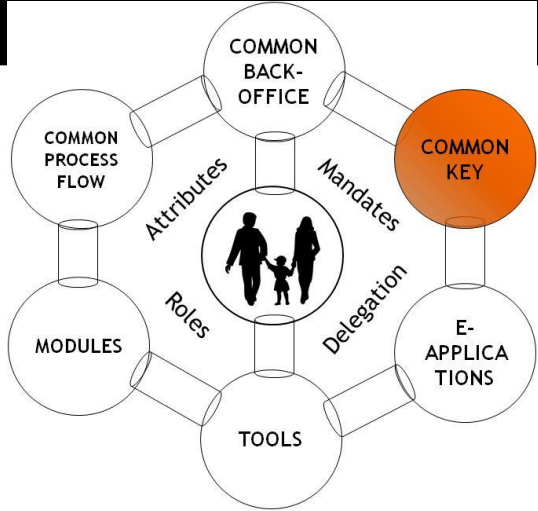 COMMON
BACK-
OFFICE
COMMON
PROCESS
FLOW
COMMON
KEY
Attributes
Mandates
Roles
Delegation
MODULES
E-
APPLICA
TIONS
TOOLS